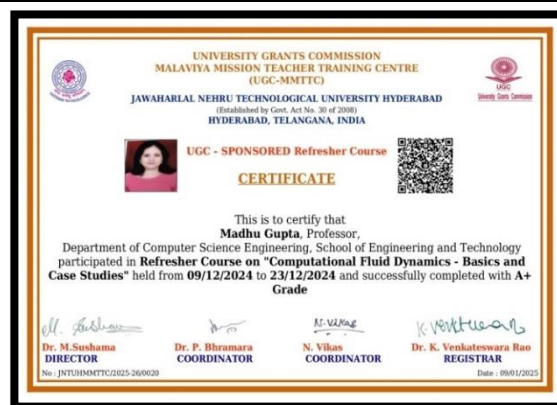 UNIVERSITY GRANTS COMMISSION
MALAVIYA MISSION TEACHER TRAINING CENTRE
(UGC-MMTTC)
JAWAHARLAL NEHRU TECHNOLOGICAL UNIVERSITY HYDERABAD
(Established by Govt. Act No. 30 of 2008)
HYDERABAD, TELANGANA, INDIA
UGC
University Grants Commission
UGC - SPONSORED Refresher Course
CERTIFICATE
This is to certify that
Madhu Gupta, Professor,
Department of Computer Science Engineering, School of Engineering and Technology
participated in Refresher Course on "Computational Fluid Dynamics - Basics and
Case Studies" held from 09/12/2024 to 23/12/2024 and successfully completed with A+
Grade
N. Vikas
Dr. M.Sushama
DIRECTOR
Dr. P. Bhramara
COORDINATOR
N. Vikas
COORDINATOR
Dr. K. Venkateswara Rao
REGISTRAR
No : JNTUHMMTTC/2025-26/0020
Date : 09/01/2025